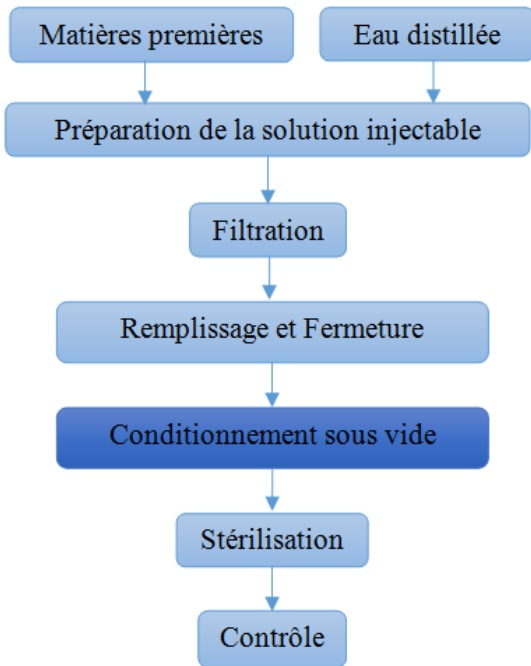 Matières premières
Eau distillée
Préparation de la solution injectable
Filtration
Remplissage et Fermeture
Conditionnement sous vide
Stérilisation
Contrôle